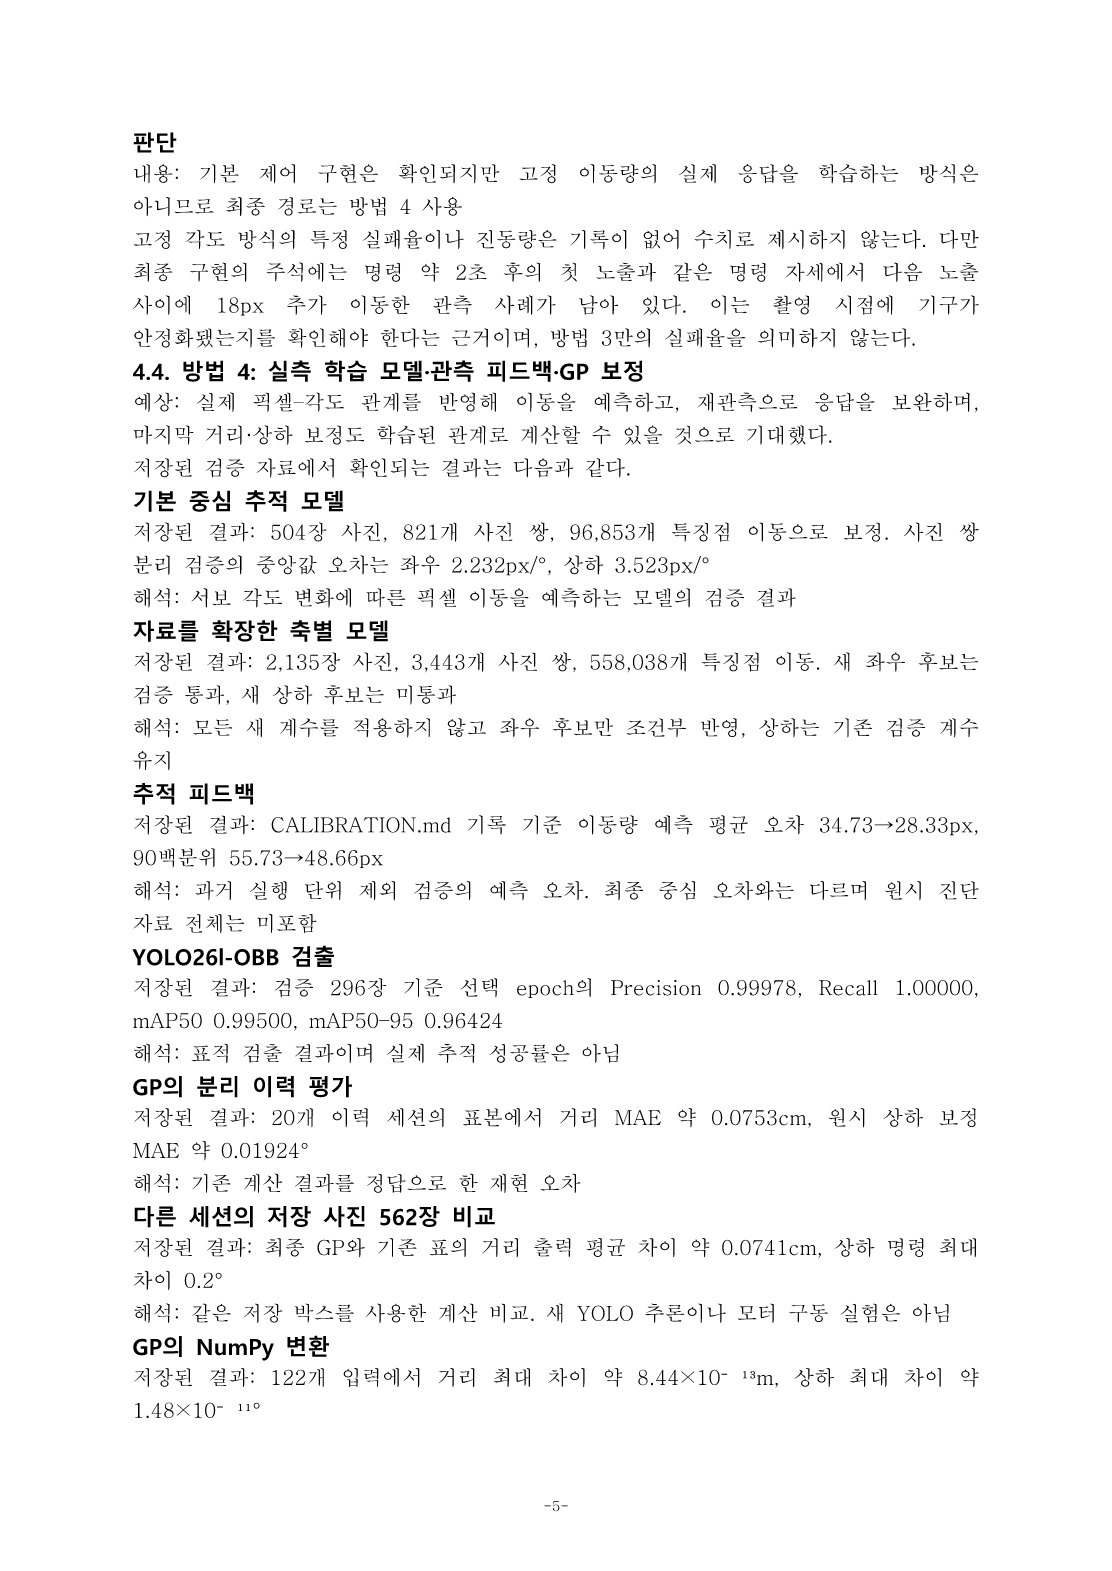 판단
내용: 기본 제어 구현은 확인되지만 고정 이동량의 실제 응답을 학습하는 방식은
아니므로 최종 경로는 방법 4 사용
고정 각도 방식의 특정 실패율이나 진동량은 기록이 없어 수치로 제시하지 않는다. 다만
최종 구현의 주석에는 명령 약 2초 후의 첫 노출과 같은 명령 자세에서 다음 노출
사이에 18px 추가 이동한 관측 사례가 남아 있다. 이는 촬영 시점에 기구가
안정화됐는지를 확인해야 한다는 근거이며, 방법 3만의 실패율을 의미하지 않는다.
4.4. 방법 4: 실측 학습 모델·관측 피드백·GP 보정
예상: 실제 픽셀–각도 관계를 반영해 이동을 예측하고, 재관측으로 응답을 보완하며,
마지막 거리·상하 보정도 학습된 관계로 계산할 수 있을 것으로 기대했다.
저장된 검증 자료에서 확인되는 결과는 다음과 같다.
기본 중심 추적 모델
저장된 결과: 504장 사진, 821개 사진 쌍, 96,853개 특징점 이동으로 보정. 사진 쌍
분리 검증의 중앙값 오차는 좌우 2.232px/°, 상하 3.523px/°
해석: 서보 각도 변화에 따른 픽셀 이동을 예측하는 모델의 검증 결과
자료를 확장한 축별 모델
저장된 결과: 2,135장 사진, 3,443개 사진 쌍, 558,038개 특징점 이동. 새 좌우 후보는
검증 통과, 새 상하 후보는 미통과
해석: 모든 새 계수를 적용하지 않고 좌우 후보만 조건부 반영, 상하는 기존 검증 계수
유지
추적 피드백
저장된 결과: CALIBRATION.md 기록 기준 이동량 예측 평균 오차 34.73→28.33px,
90백분위 55.73→48.66px
해석: 과거 실행 단위 제외 검증의 예측 오차. 최종 중심 오차와는 다르며 원시 진단
자료 전체는 미포함
YOLO26l-OBB 검출
저장된 결과: 검증 296장 기준 선택 epoch의 Precision 0.99978, Recall 1.00000,
mAP50 0.99500, mAP50–95 0.96424
해석: 표적 검출 결과이며 실제 추적 성공률은 아님
GP의 분리 이력 평가
저장된 결과: 20개 이력 세션의 표본에서 거리 MAE 약 0.0753cm, 원시 상하 보정
MAE 약 0.01924°
해석: 기존 계산 결과를 정답으로 한 재현 오차
다른 세션의 저장 사진 562장 비교
저장된 결과: 최종 GP와 기존 표의 거리 출력 평균 차이 약 0.0741cm, 상하 명령 최대
차이 0.2°
해석: 같은 저장 박스를 사용한 계산 비교. 새 YOLO 추론이나 모터 구동 실험은 아님
GP의 NumPy 변환
저장된 결과: 122개 입력에서 거리 최대 차이 약 8.44×10⁻ ¹³m, 상하 최대 차이 약
1.48×10⁻ ¹¹°
-5-